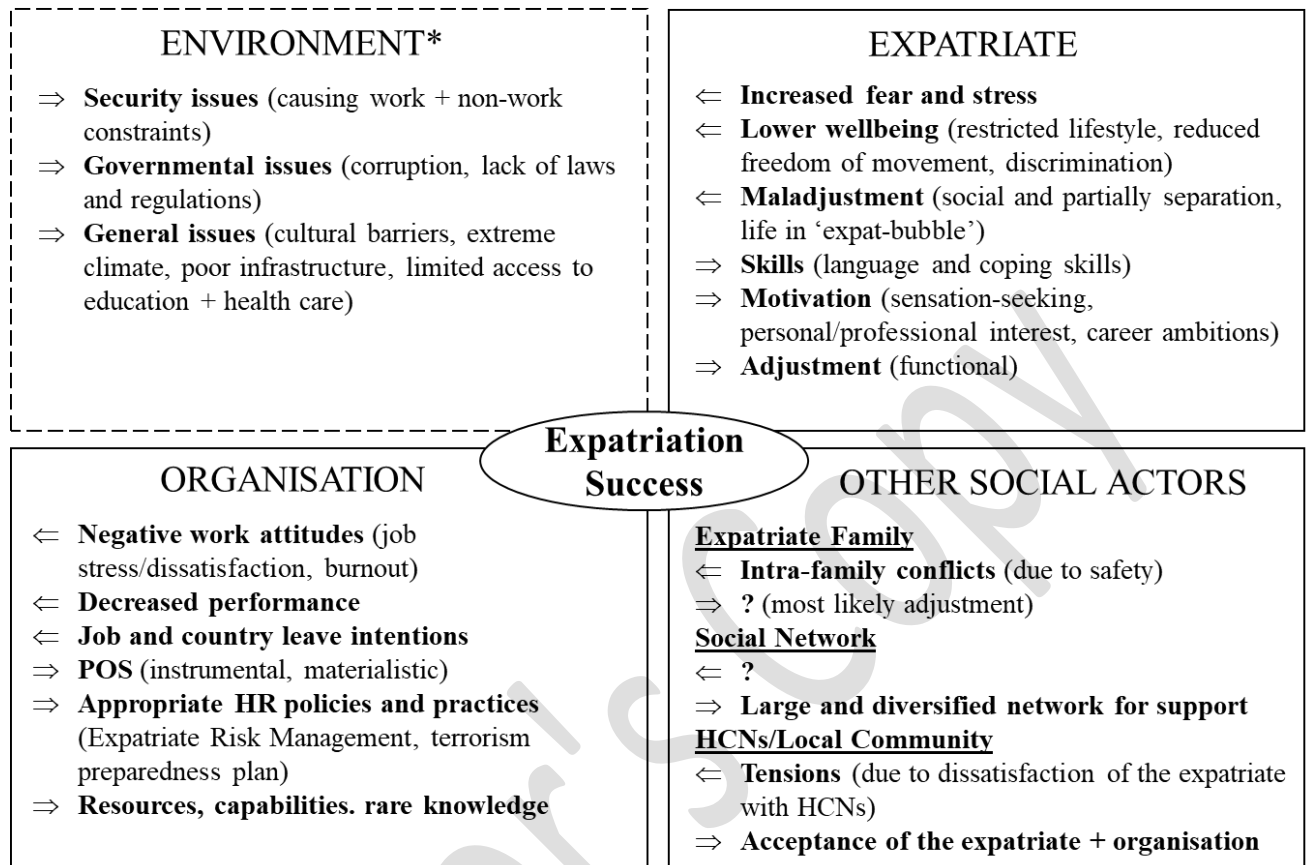 ENVIRONMENT*
⇒ Security issues (causing work + non-work
constraints)
⇒ Governmental issues (corruption, lack of laws
and regulations)
⇒ General issues (cultural barriers, extreme
climate, poor infrastructure, limited access to
education + health care)
EXPATRIATE
⇐ Increased fear and stress
⇐ Lower wellbeing (restricted lifestyle, reduced
freedom of movement, discrimination)
⇐ Maladjustment (social and partially separation,
life in ‘expat-bubble’)
⇒ Skills (language and coping skills)
⇒ Motivation (sensation-seeking,
personal/professional interest, career ambitions)
⇒ Adjustment (functional)
Expatriation
Success
ORGANISATION
⇐ Negative work attitudes (job
stress/dissatisfaction, burnout)
⇐ Decreased performance
⇐ Job and country leave intentions
⇒ POS (instrumental, materialistic)
⇒ Appropriate HR policies and practices
(Expatriate Risk Management, terrorism
preparedness plan)
⇒ Resources, capabilities. rare knowledge
OTHER SOCIAL ACTORS
Expatriate Family
⇐ Intra-family conflicts (due to safety)
⇒ ? (most likely adjustment)
Social Network
⇐ ?
⇒ Large and diversified network for support
HCNs/Local Community
⇐ Tensions (due to dissatisfaction of the expatriate
with HCNs)
⇒ Acceptance of the expatriate + organisation
r's Copy